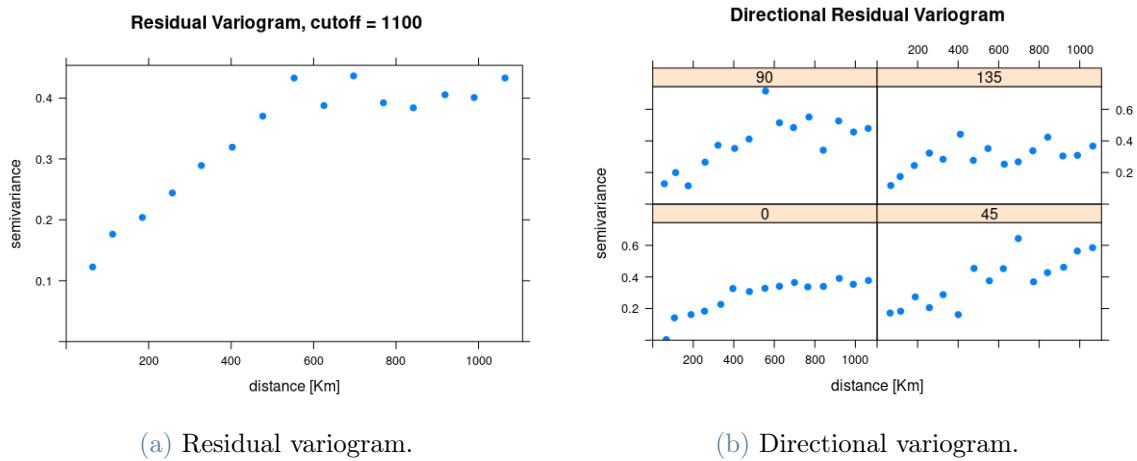 Residual Variogram, cutoff = 1100
semivariance
0.4
0.3
0.2
0.1
200 400 600 800 1000
distance [Km]
(a) Residual variogram.
Directional Residual Variogram
200 400 600 800 1000
90 135
0.6
0.4
0.2
semivariance
0 45
0.6
0.4
0.2
200 400 600 800 1000
distance [Km]
(b) Directional variogram.